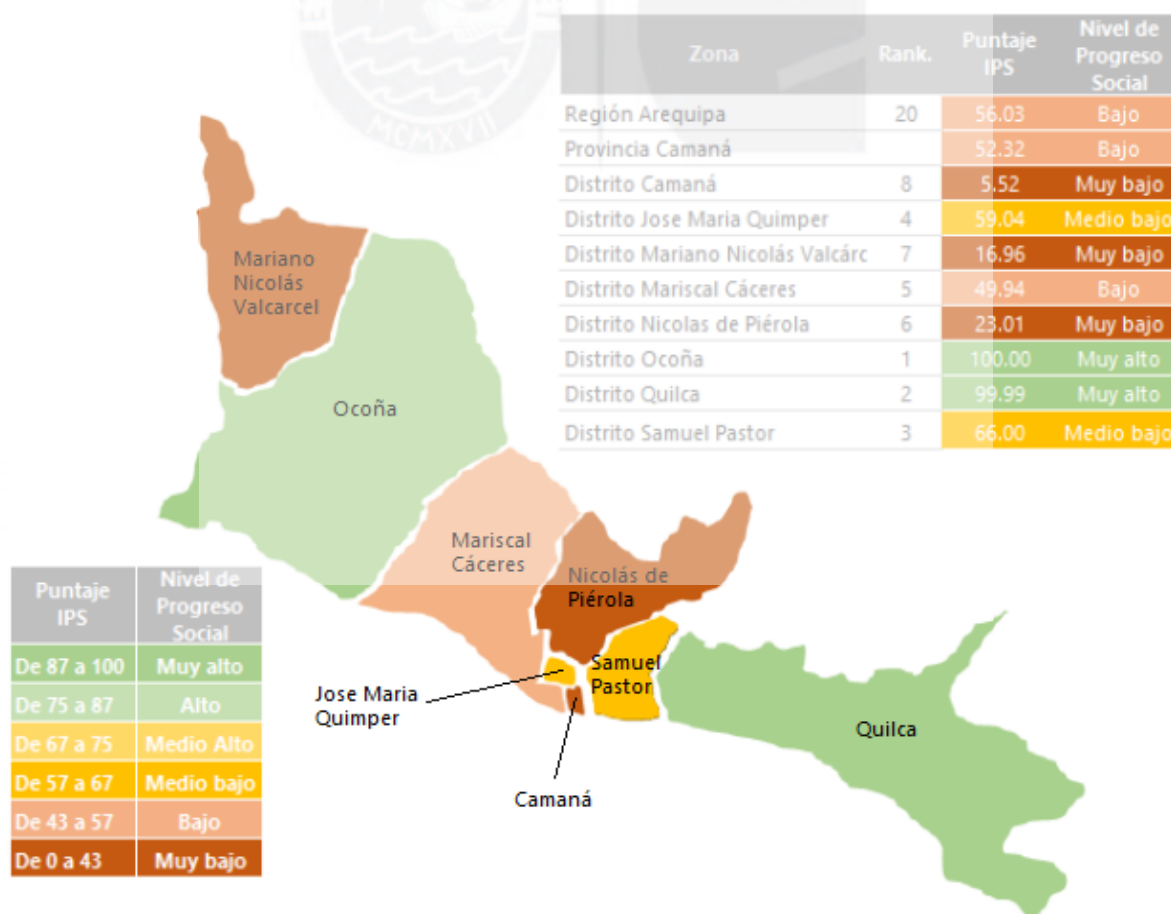 MCMXVII
Zona Rank. Puntaje IPS Nivel de Progreso Social
Región Arequipa 20 56.03 Bajo
Provincia Camaná 52.32 Bajo
Distrito Camaná 8 5.52 Muy bajo
Distrito Jose Maria Quimper 4 59.04 Medio bajo
Distrito Mariano Nicolás Valcárc 7 16.96 Muy bajo
Distrito Mariscal Cáceres 5 49.94 Bajo
Distrito Nicolas de Piérola 6 23.01 Muy bajo
Distrito Ocoña 1 100.00 Muy alto
Distrito Quilca 2 99.99 Muy alto
Distrito Samuel Pastor 3 66.00 Medio bajo
Mariano
Nicolás
Valcarcel
Ocoña
Mariscal
Cáceres
Nicolás de
Piérola
Samuel
Pastor
Jose Maria
Quimper
Camaná
Quilca
Puntaje IPS Nivel de Progreso Social
De 87 a 100 Muy alto
De 75 a 87 Alto
De 67 a 75 Medio Alto
De 57 a 67 Medio bajo
De 43 a 57 Bajo
De 0 a 43 Muy bajo